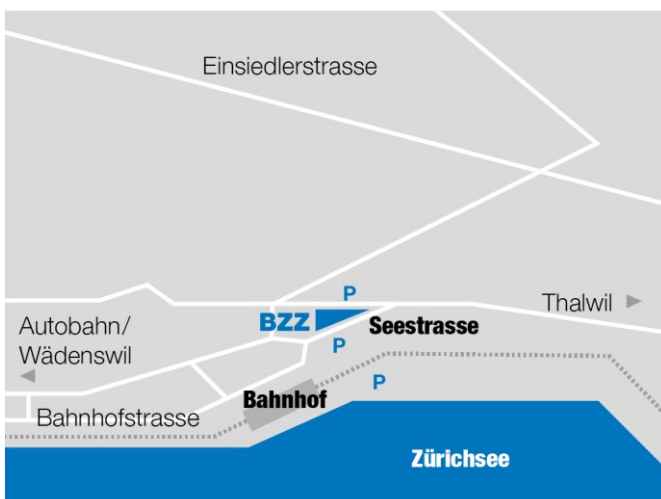 Einsiedlerstrasse
P
Thalwil
BZZ
Seestrasse
Autobahn/
Wädenswil
P
P
Bahnhof
Bahnhofstrasse
Zürichsee